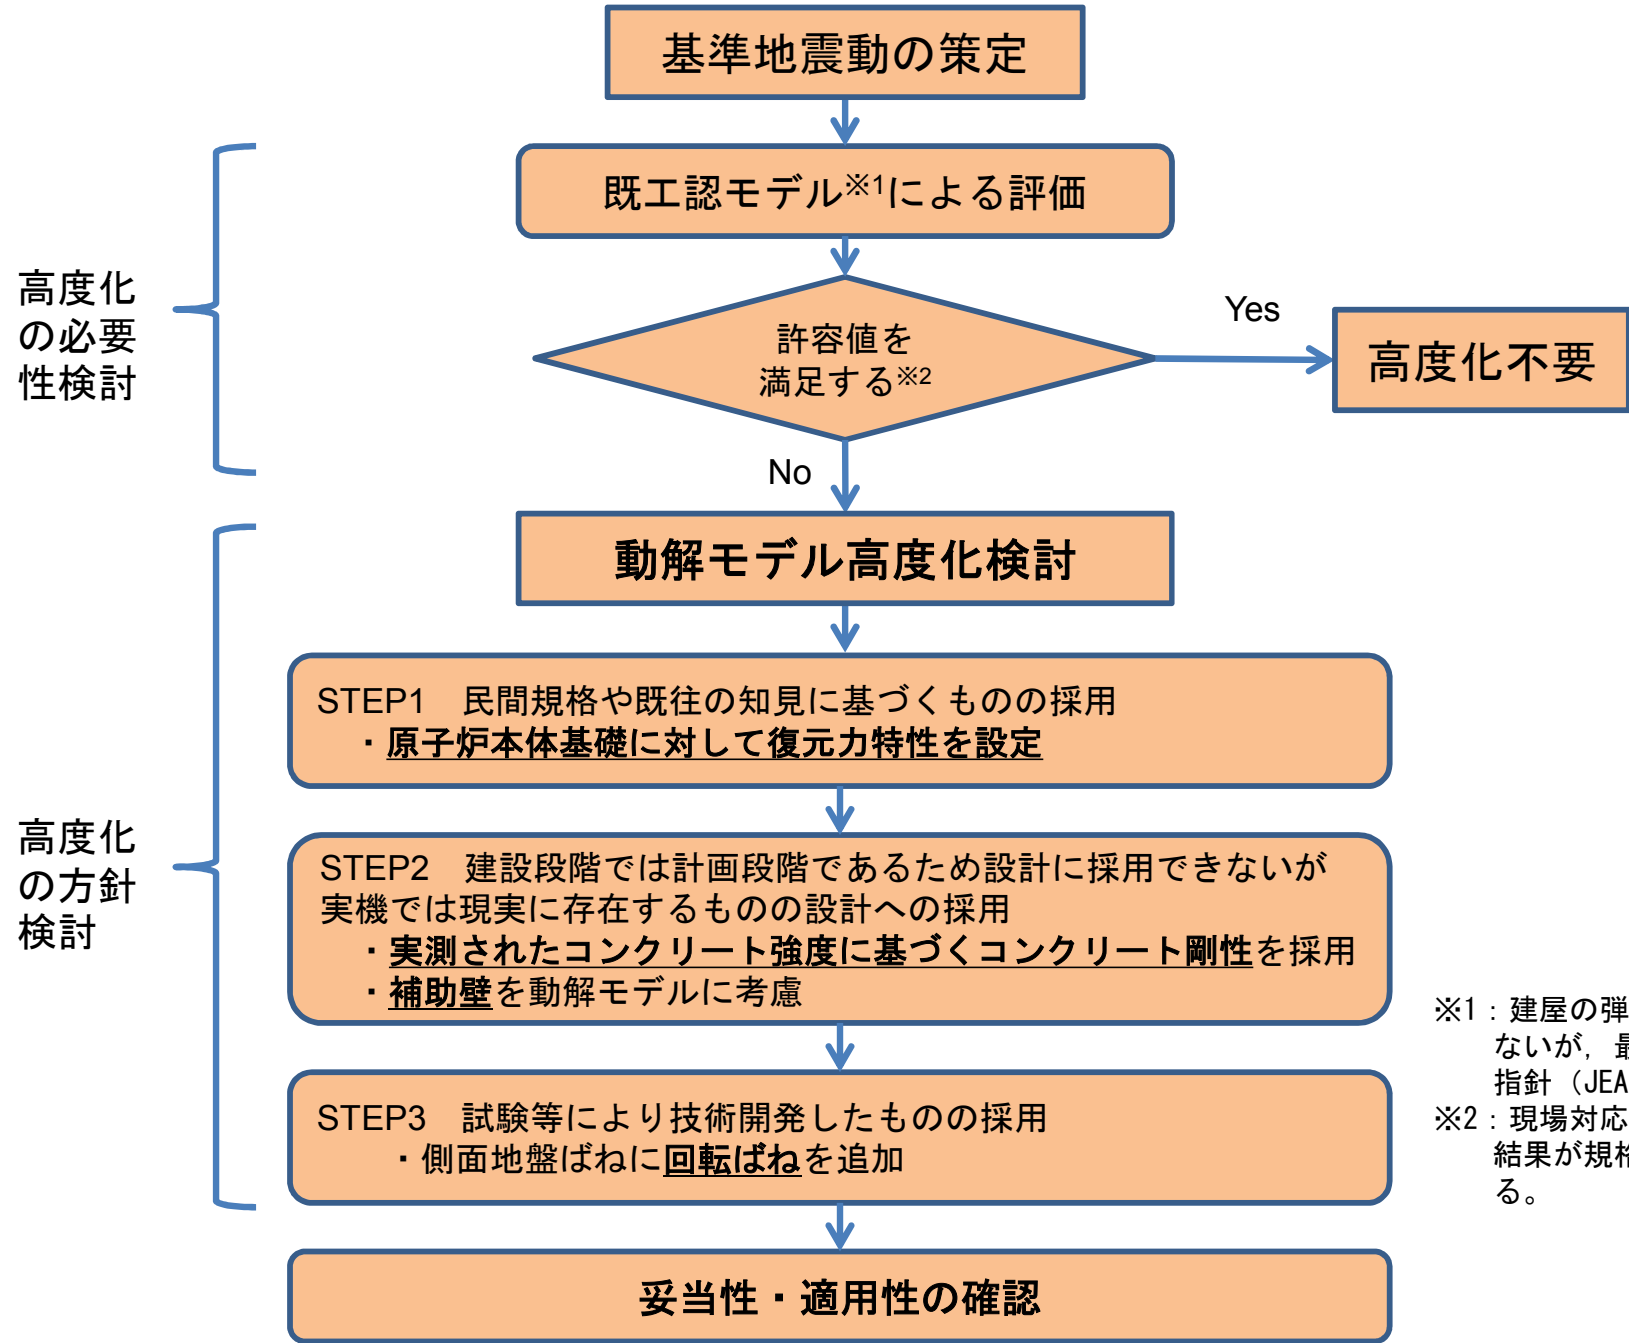 基準地震動の策定
既工認モデル※1による評価
高度化
の必要
性検討
許容値を
満足する※2
Yes
高度化不要
No
動解モデル高度化検討
STEP1　民間規格や既往の知見に基づくものの採用
・原子炉本体基礎に対して復元力特性を設定
高度化
の方針
検討
STEP2　建設段階では計画段階であるため設計に採用できないが
実機では現実に存在するものの設計への採用
・実測されたコンクリート強度に基づくコンクリート剛性を採用
・補助壁を動解モデルに考慮
STEP3　試験等により技術開発したものの採用
・側面地盤ばねに回転ばねを追加
妥当性・適用性の確認
※1：建屋の弾
ないが，最
指針（JEA
※2：現場対応
結果が規格
る。